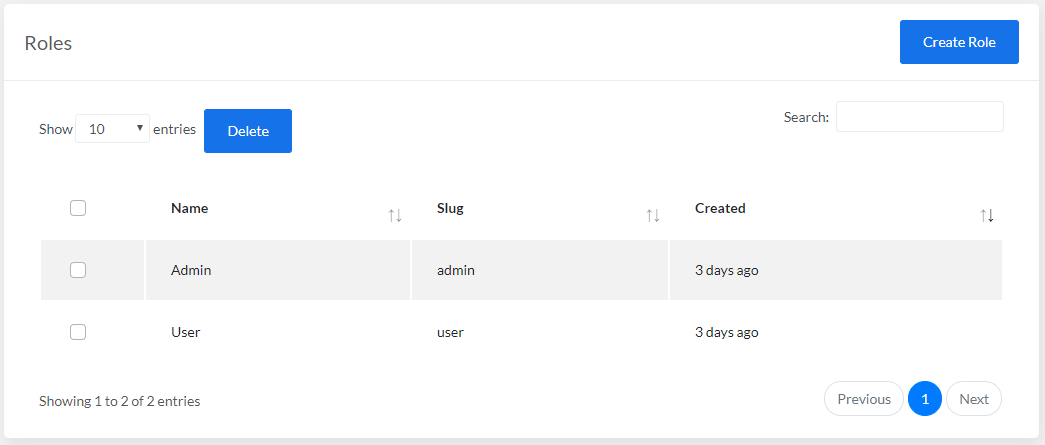 Roles Create Role
Show 10 entries Delete Search:
Name Slug Created
Admin admin 3 days ago
User user 3 days ago
Showing 1 to 2 of 2 entries Previous 1 Next